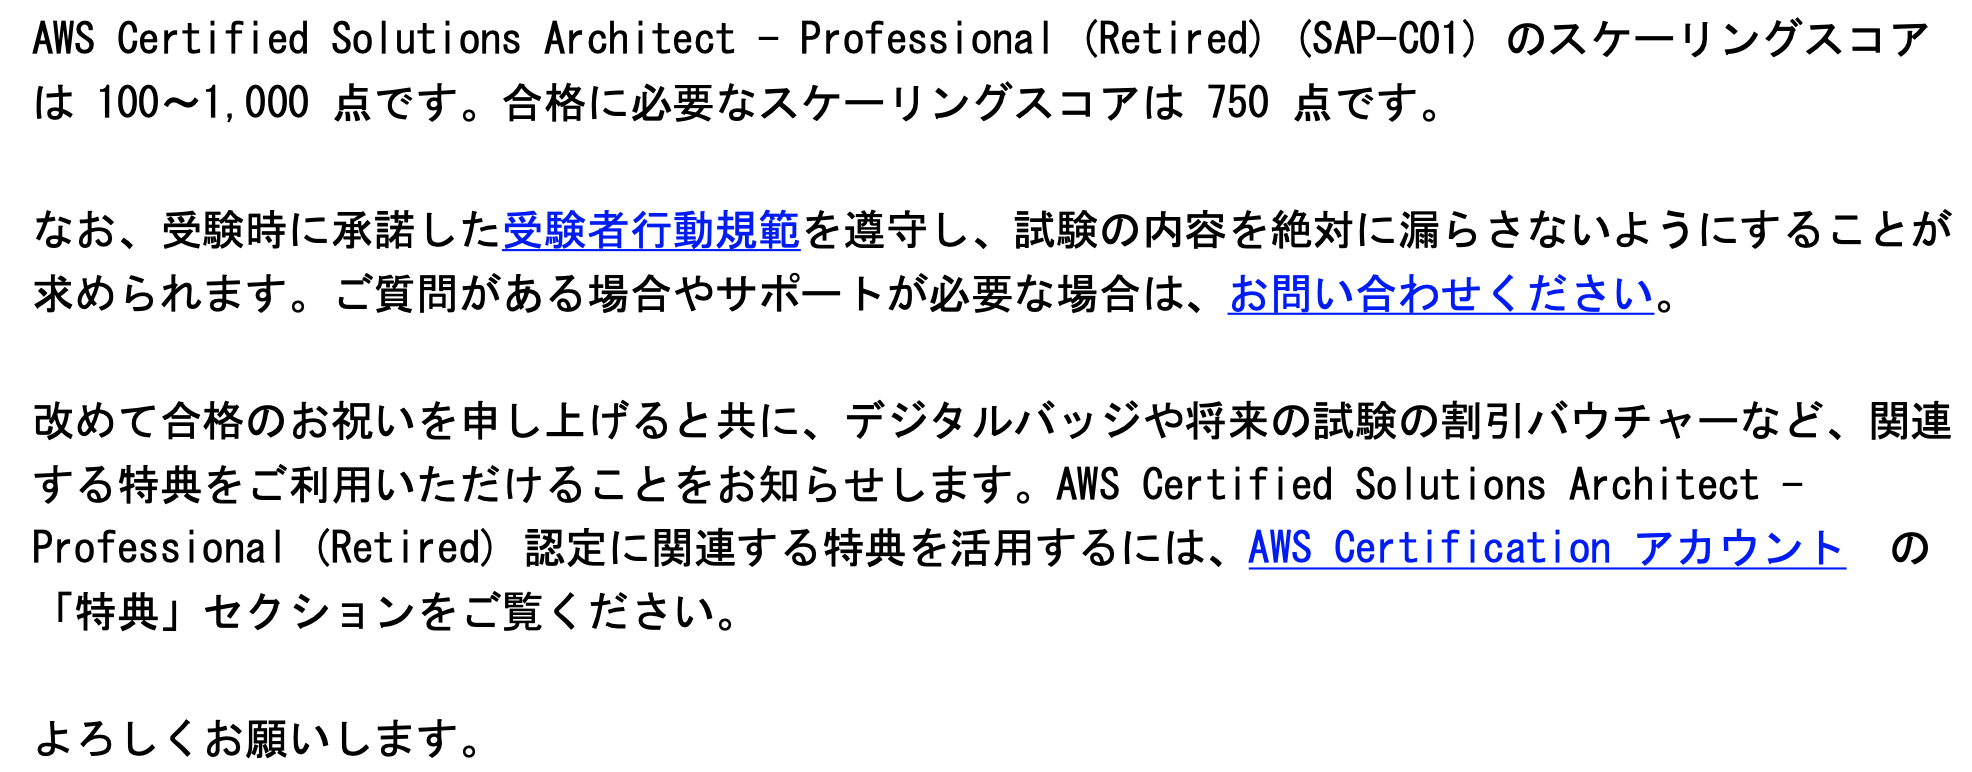 AWS Certified Solutions Architect – Professional (Retired) (SAP-C01) のスケーリングスコア
は 100～1,000 点です。合格に必要なスケーリングスコアは 750 点です。
なお、受験時に承諾した受験者行動規範を遵守し、試験の内容を絶対に漏らさないようにすることが
求められます。ご質問がある場合やサポートが必要な場合は、お問い合わせください。
改めて合格のお祝いを申し上げると共に、デジタルバッジや将来の試験の割引バウチャーなど、関連
する特典をご利用いただけることをお知らせします。AWS Certified Solutions Architect –
Professional (Retired) 認定に関連する特典を活用するには、AWS Certification アカウント　の
「特典」セクションをご覧ください。
よろしくお願いします。